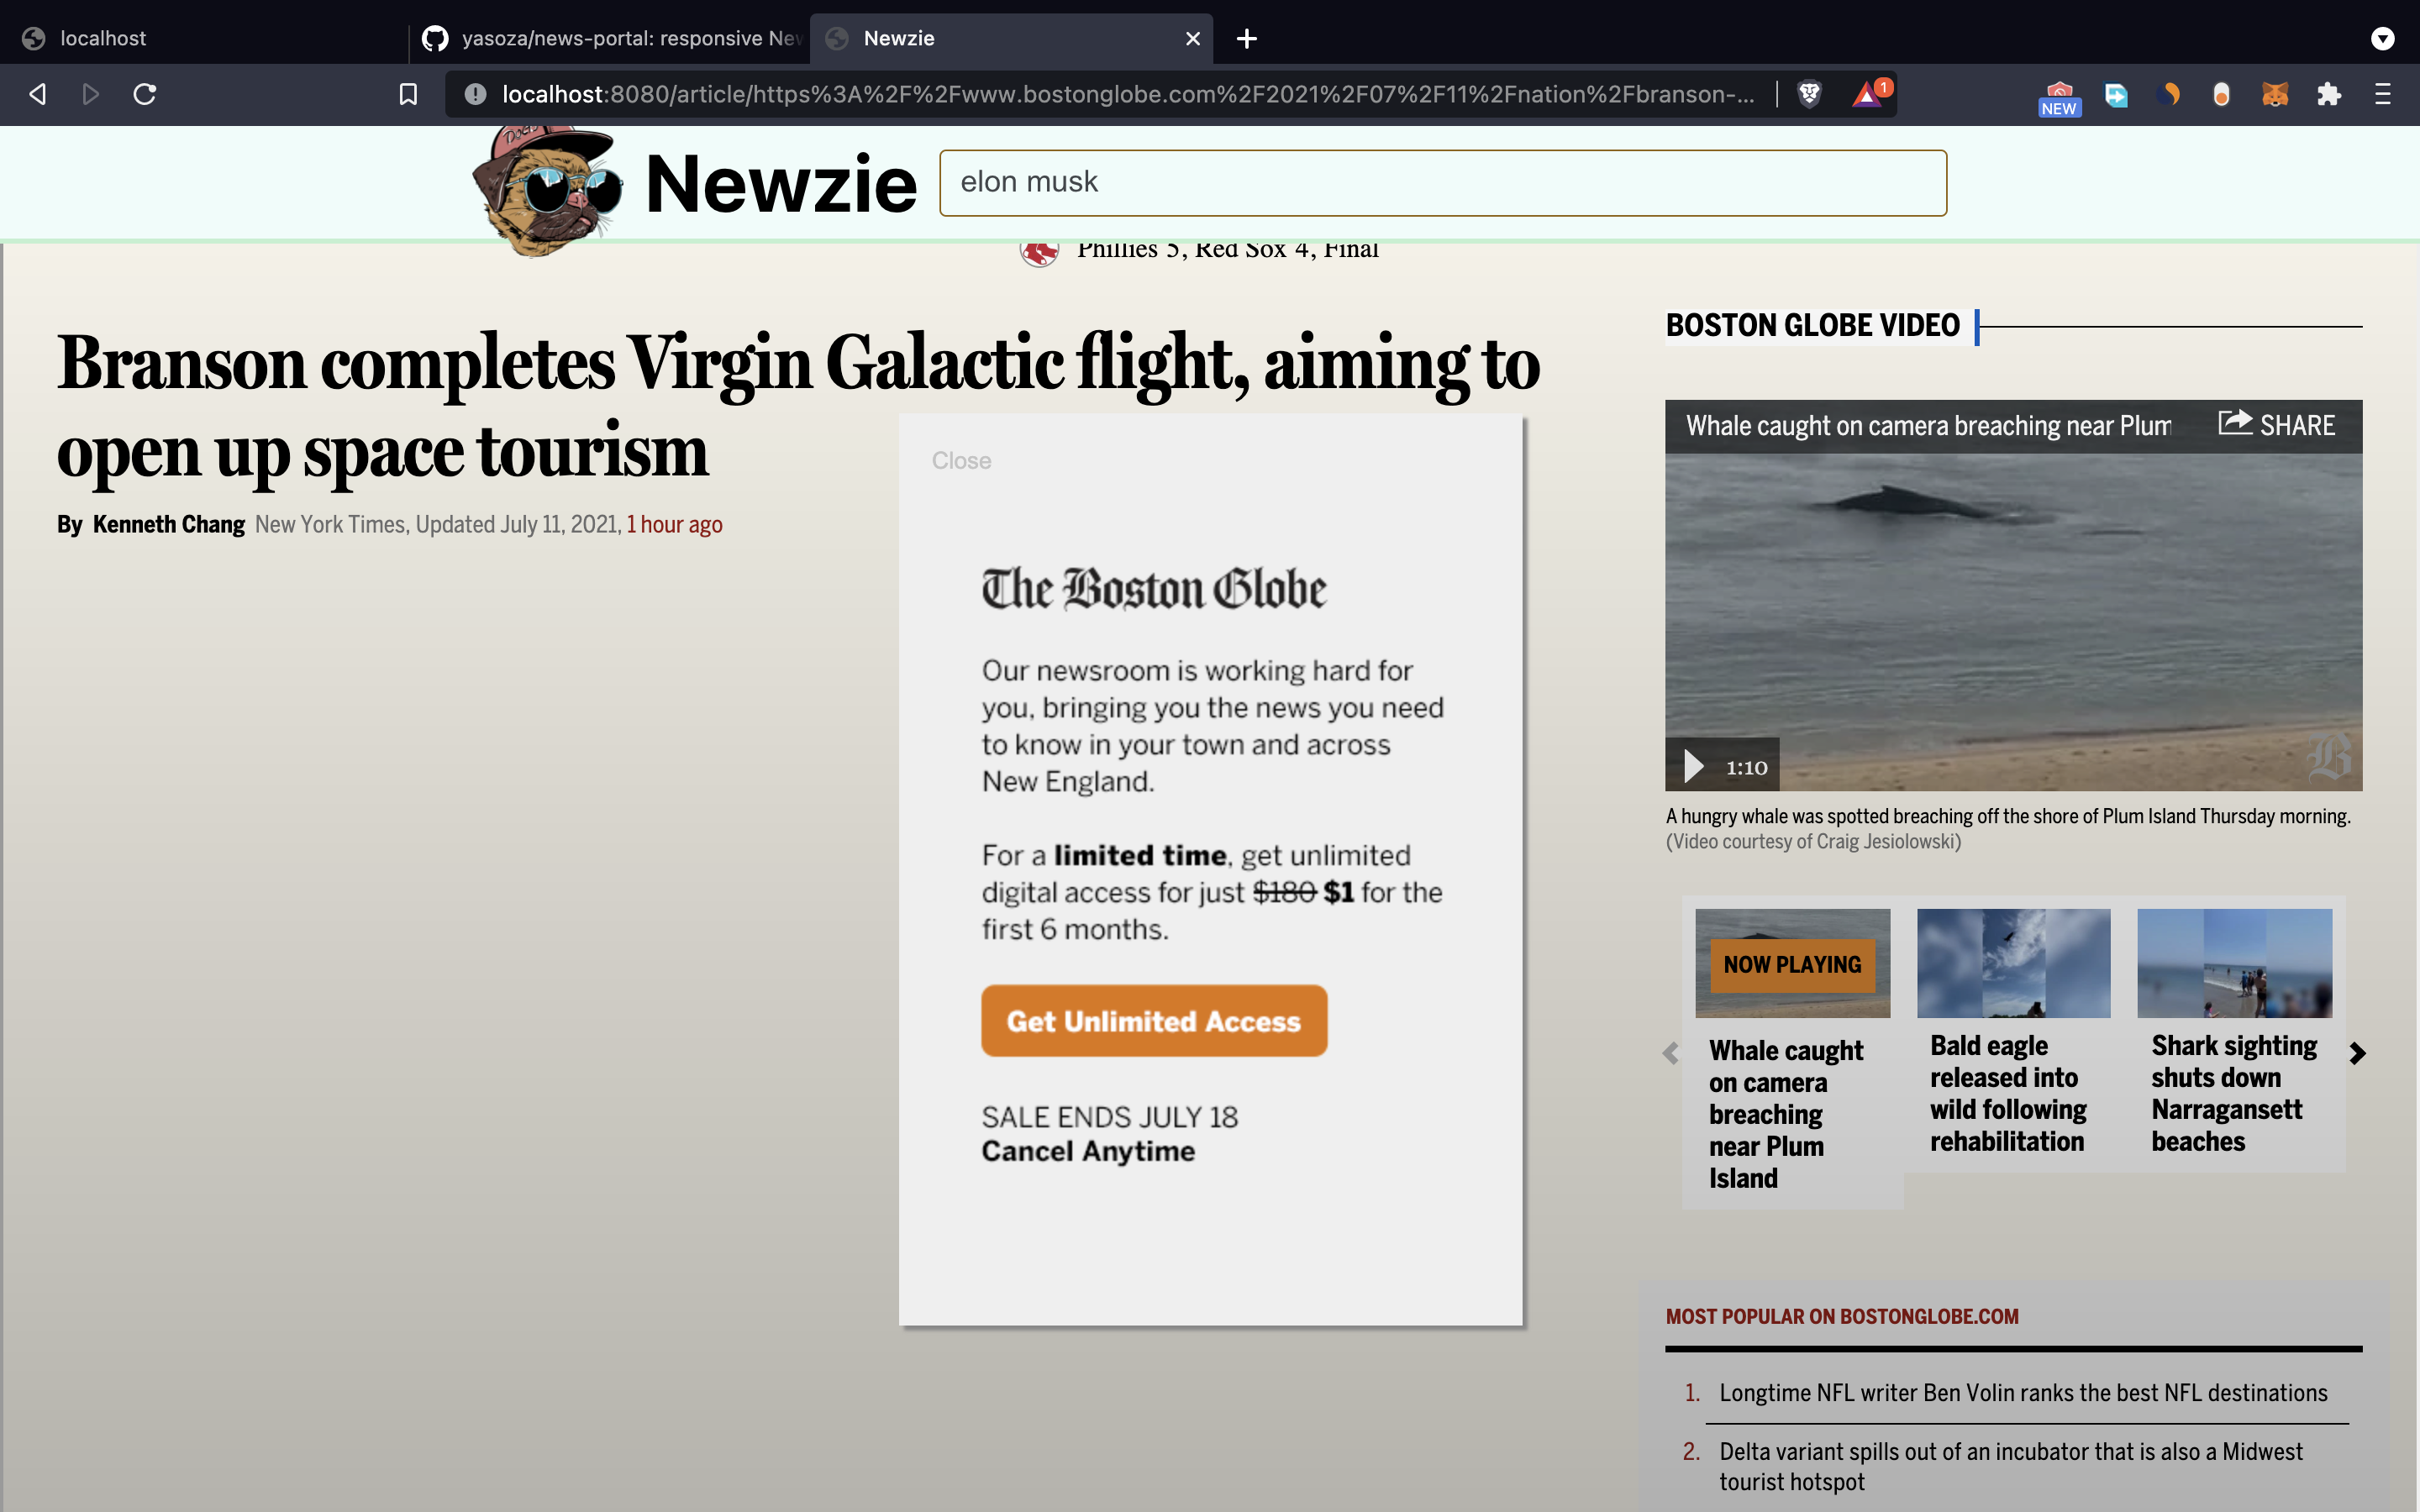 localhost
yasoza/news-portal: responsive Nev
Newzie
localhost:8080/article/https%3A%2F%2Fwww.bostonglobe.com%2F2021%2F07%2F11%2Fnation%2Fbranson-...
1
NEW
Newzie
elon musk
Phillies 5, Red Sox 4, Final
Branson completes Virgin Galactic flight, aiming to
open up space tourism
By Kenneth Chang New York Times, Updated July 11, 2021, 1 hour ago
Close
The Boston Globe
Our newsroom is working hard for
you, bringing you the news you need
to know in your town and across
New England.
For a limited time, get unlimited
digital access for just $180 $1 for the
first 6 months.
Get Unlimited Access
SALE ENDS JULY 18
Cancel Anytime
BOSTON GLOBE VIDEO
Whale caught on camera breaching near Plum
SHARE
1:10
B
A hungry whale was spotted breaching off the shore of Plum Island Thursday morning.
(Video courtesy of Craig Jesiolowski)
NOW PLAYING
Whale caught
on camera
breaching
near Plum
Island
Bald eagle
released into
wild following
rehabilitation
Shark sighting
shuts down
Narragansett
beaches
MOST POPULAR ON BOSTONGLOBE.COM
1. Longtime NFL writer Ben Volin ranks the best NFL destinations
2. Delta variant spills out of an incubator that is also a Midwest
tourist hotspot